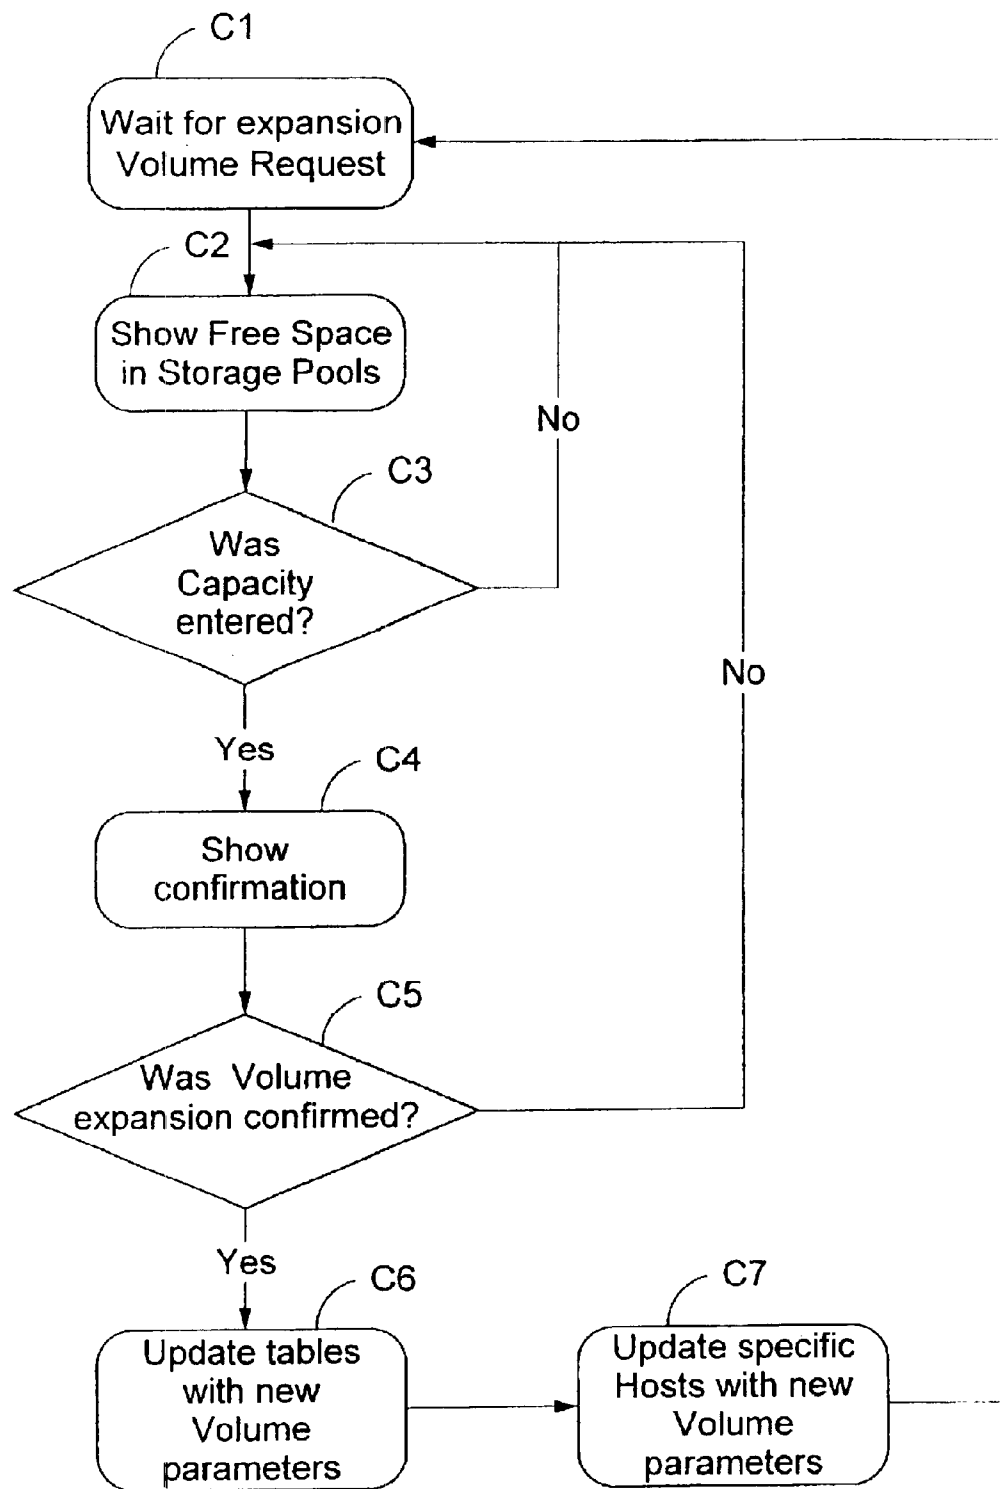 C1
Wait for expansion
Volume Request
C2
Show Free Space
in Storage Pools
No
C3
Was
Capacity
entered?
No
Yes
C4
Show
confirmation
C5
Was Volume
expansion confirmed?
Yes
C6
Update tables
with new
Volume
parameters
C7
Update specific
Hosts with new
Volume
parameters